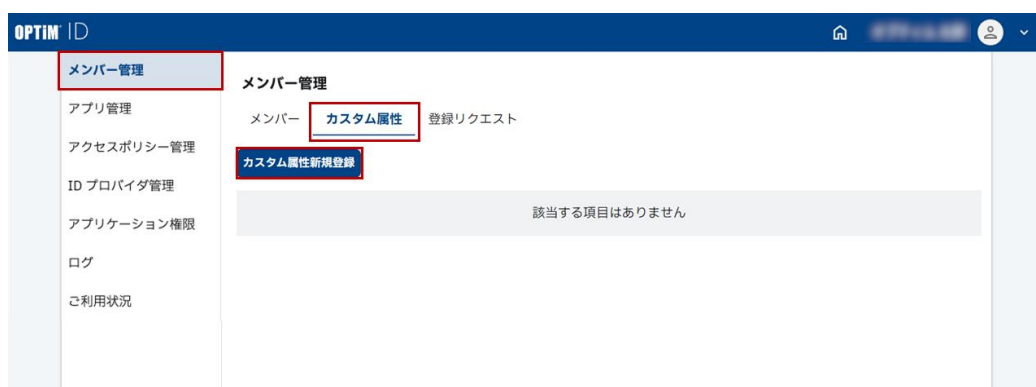 OPTiM ID
メンバー管理
アプリ管理
アクセスポリシー管理
ID プロバイダ管理
アプリケーション権限
ログ
ご利用状況
メンバー管理
メンバー カスタム属性 登録リクエスト
カスタム属性新規登録
該当する項目はありません